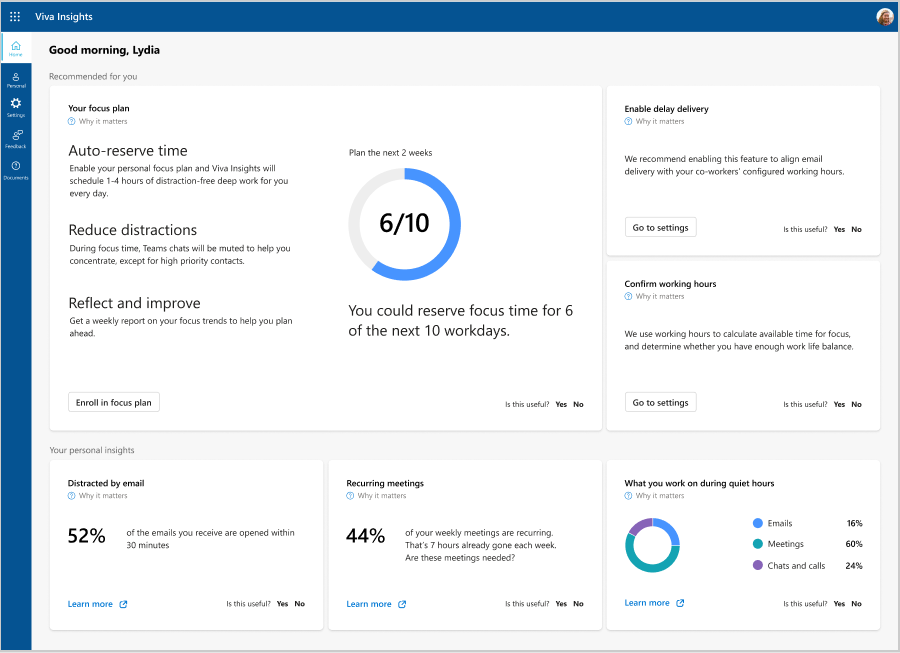 Viva Insights
Home
Personal
Settings
Feedback
Documents
Good morning, Lydia
Recommended for you
Your focus plan
Why it matters
Auto-reserve time
Enable your personal focus plan and Viva Insights will
schedule 1-4 hours of distraction-free deep work for you
every day.
Reduce distractions
During focus time, Teams chats will be muted to help you
concentrate, except for high priority contacts.
Reflect and improve
Get a weekly report on your focus trends to help you plan
ahead.
Plan the next 2 weeks
6/10
You could reserve focus time for 6
of the next 10 workdays.
Enroll in focus plan
Is this useful? Yes No
Enable delay delivery
Why it matters
We recommend enabling this feature to align email
delivery with your co-workers' configured working hours.
Go to settings
Is this useful? Yes No
Confirm working hours
Why it matters
We use working hours to calculate available time for focus,
and determine whether you have enough work life balance.
Go to settings
Is this useful? Yes No
Your personal insights
Distracted by email
Why it matters
52%
of the emails you receive are opened within
30 minutes
Learn more
Is this useful? Yes No
Recurring meetings
Why it matters
44%
of your weekly meetings are recurring.
That's 7 hours already gone each week.
Are these meetings needed?
Learn more
Is this useful? Yes No
What you work on during quiet hours
Why it matters
Emails 16%
Meetings 60%
Chats and calls 24%
Learn more
Is this useful? Yes No